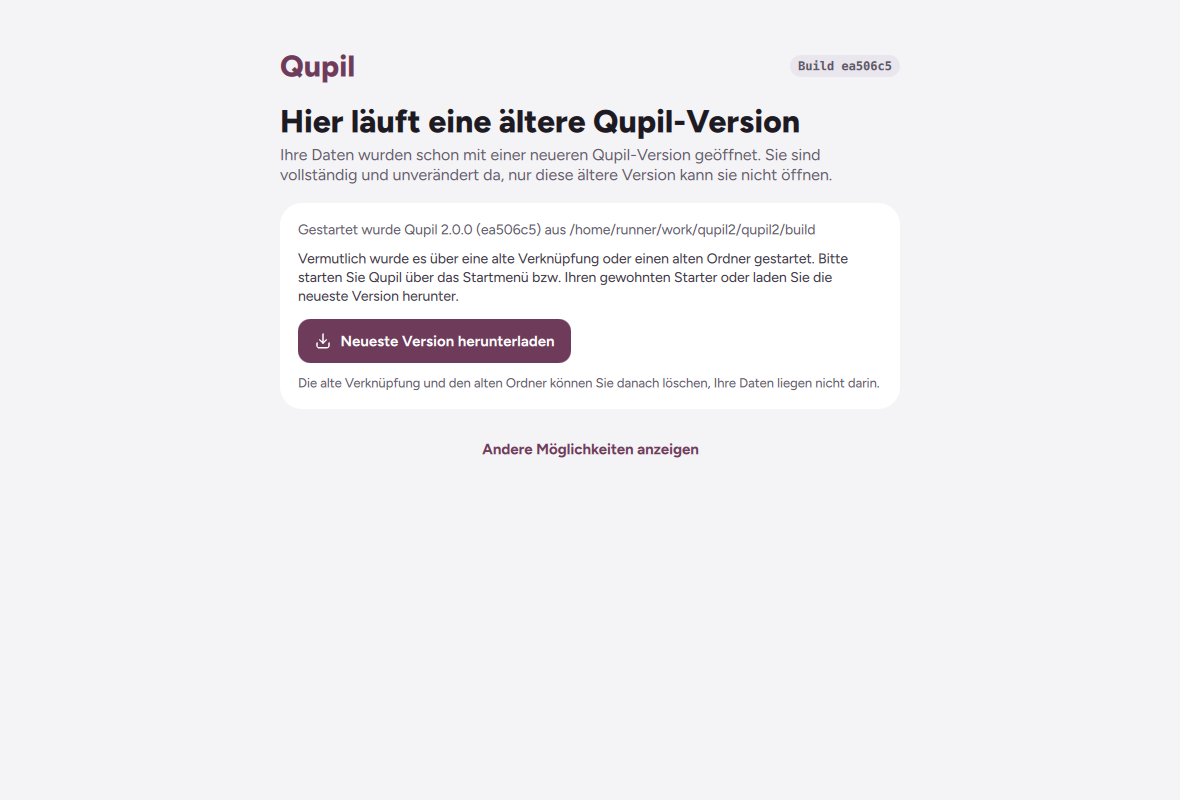 Qupil
Build ea506c5
Hier läuft eine ältere Qupil-Version
Ihre Daten wurden schon mit einer neueren Qupil-Version geöffnet. Sie sind
vollständig und unverändert da, nur diese ältere Version kann sie nicht öffnen.
Gestartet wurde Qupil 2.0.0 (ea506c5) aus /home/runner/work/qupil2/qupil2/build
Vermutlich wurde es über eine alte Verknüpfung oder einen alten Ordner gestartet. Bitte
starten Sie Qupil über das Startmenü bzw. Ihren gewohnten Starter oder laden Sie die
neueste Version herunter.
Neueste Version herunterladen
Die alte Verknüpfung und den alten Ordner können Sie danach löschen, Ihre Daten liegen nicht darin.
Andere Möglichkeiten anzeigen